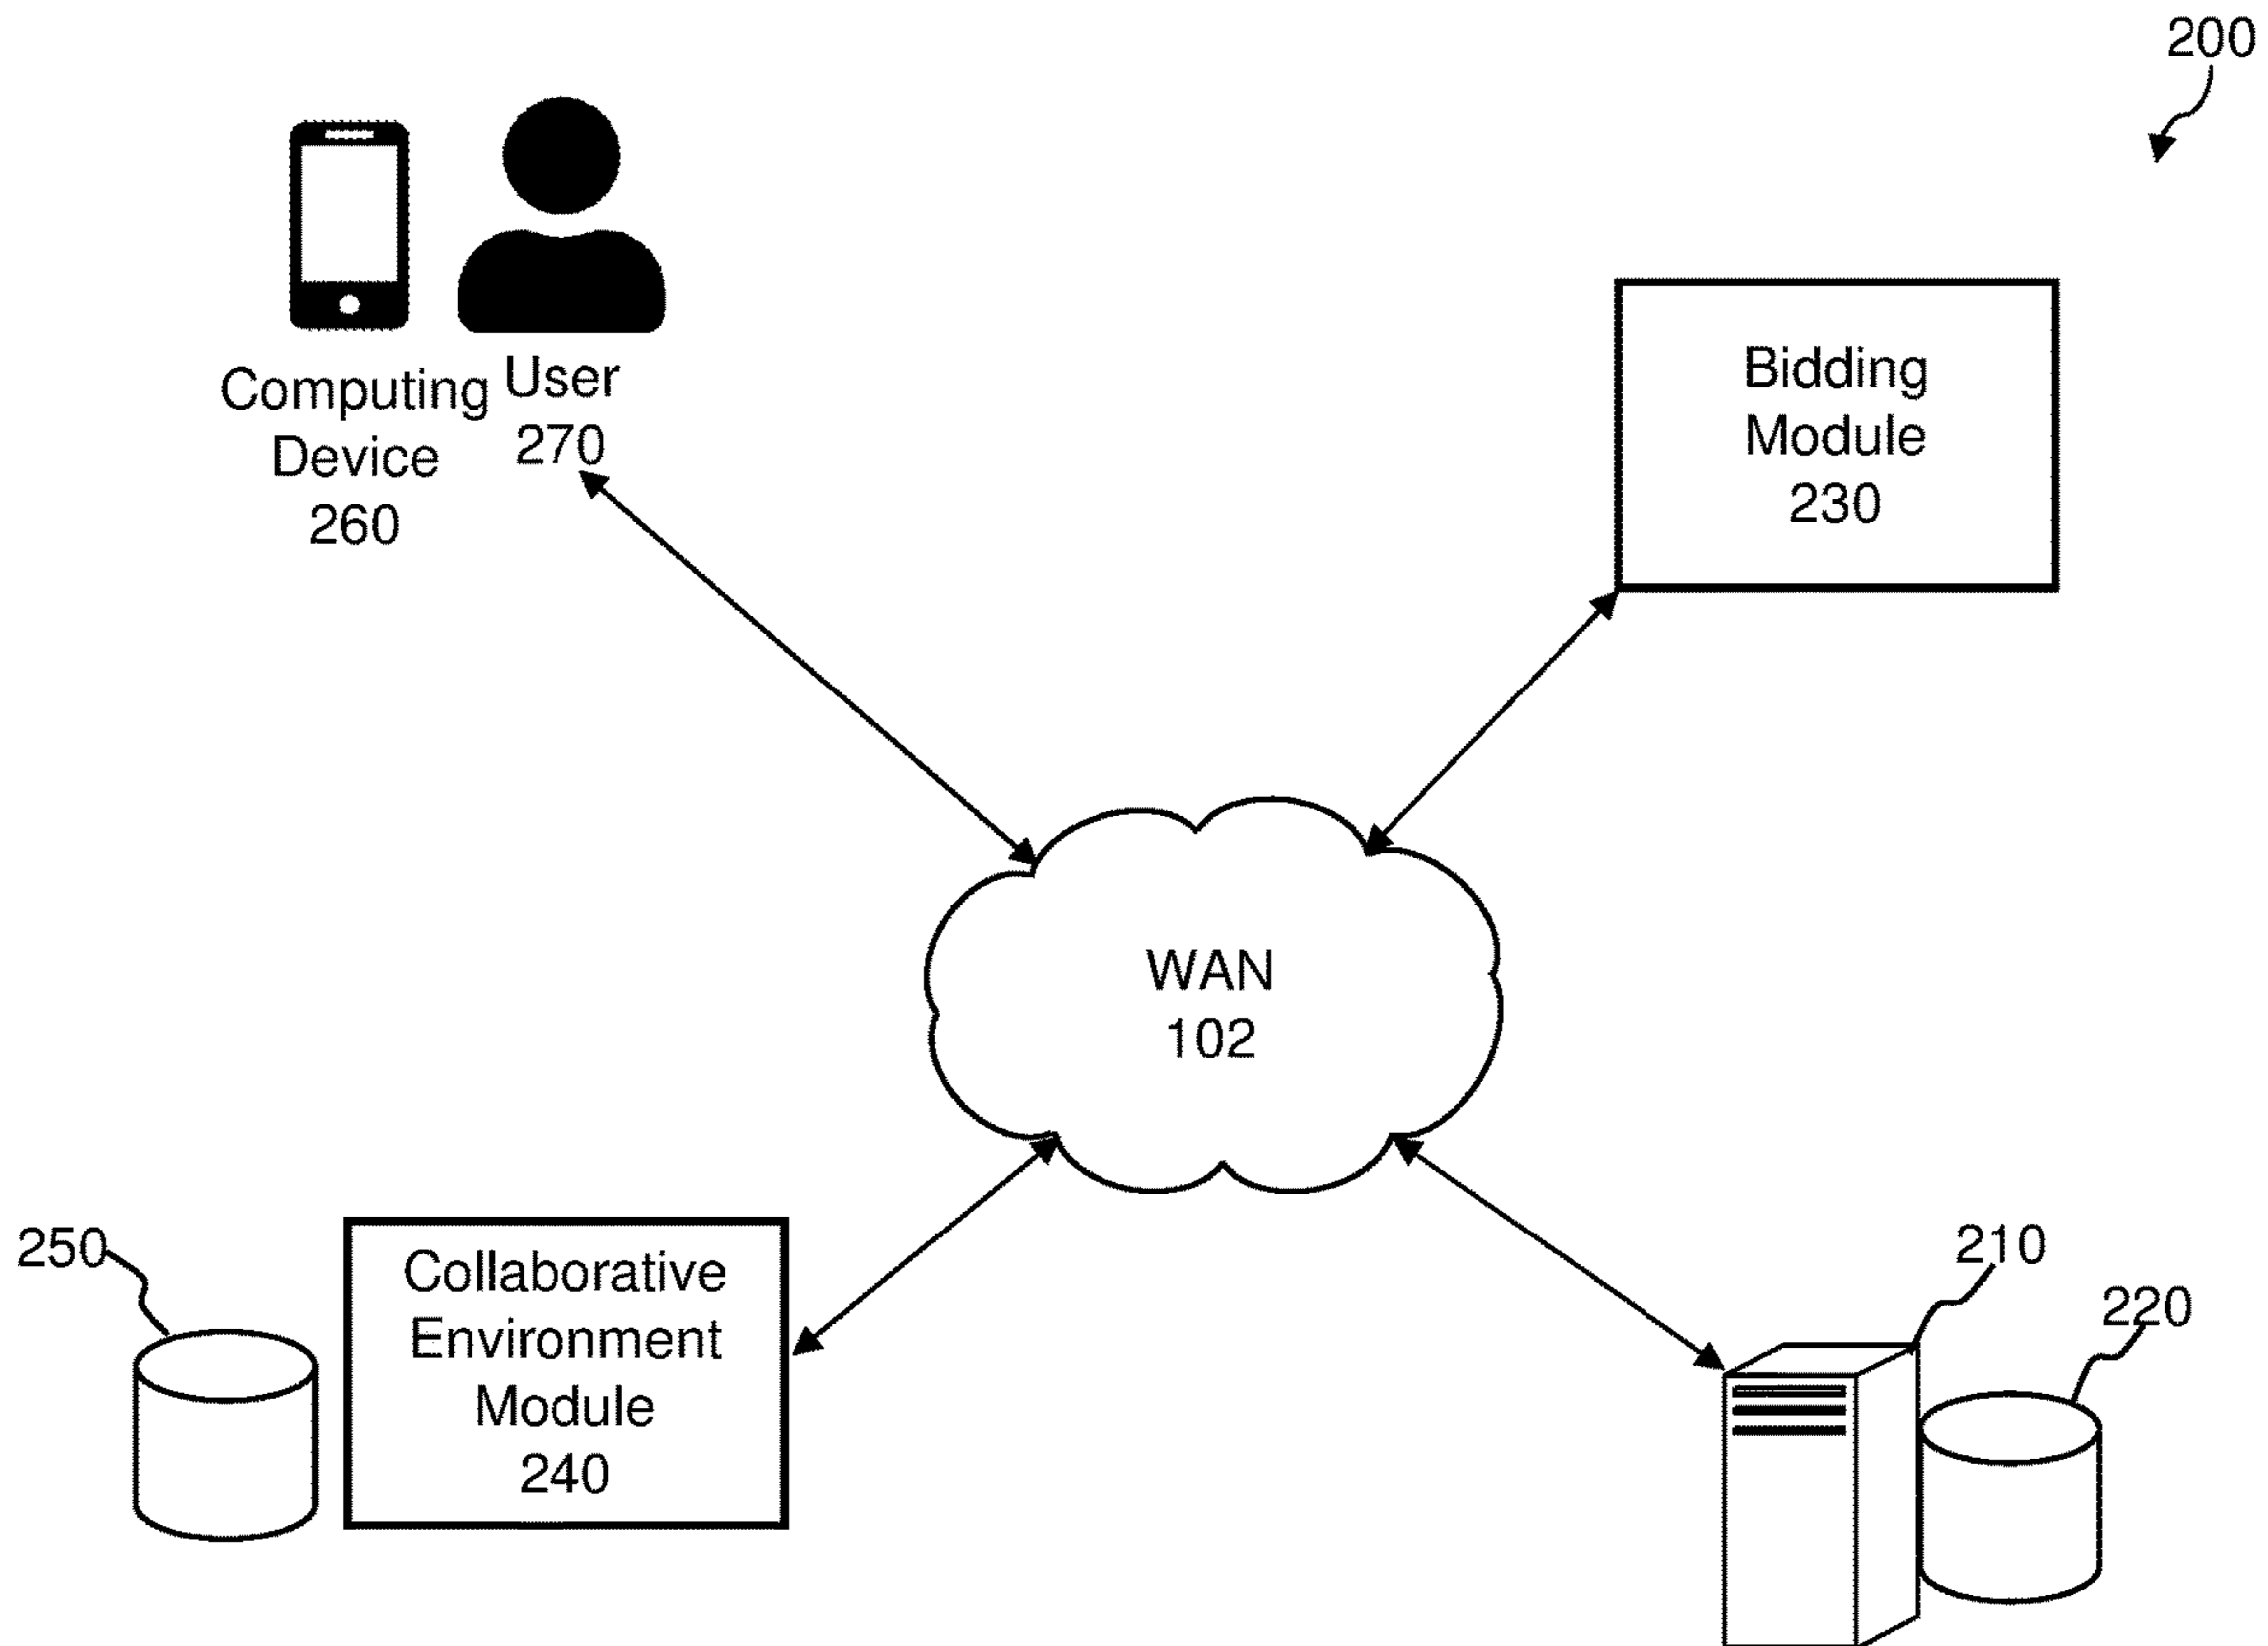 200
Computing
Device
260
User
270
Bidding
Module
230
WAN
102
250
Collaborative
Environment
Module
240
210
220